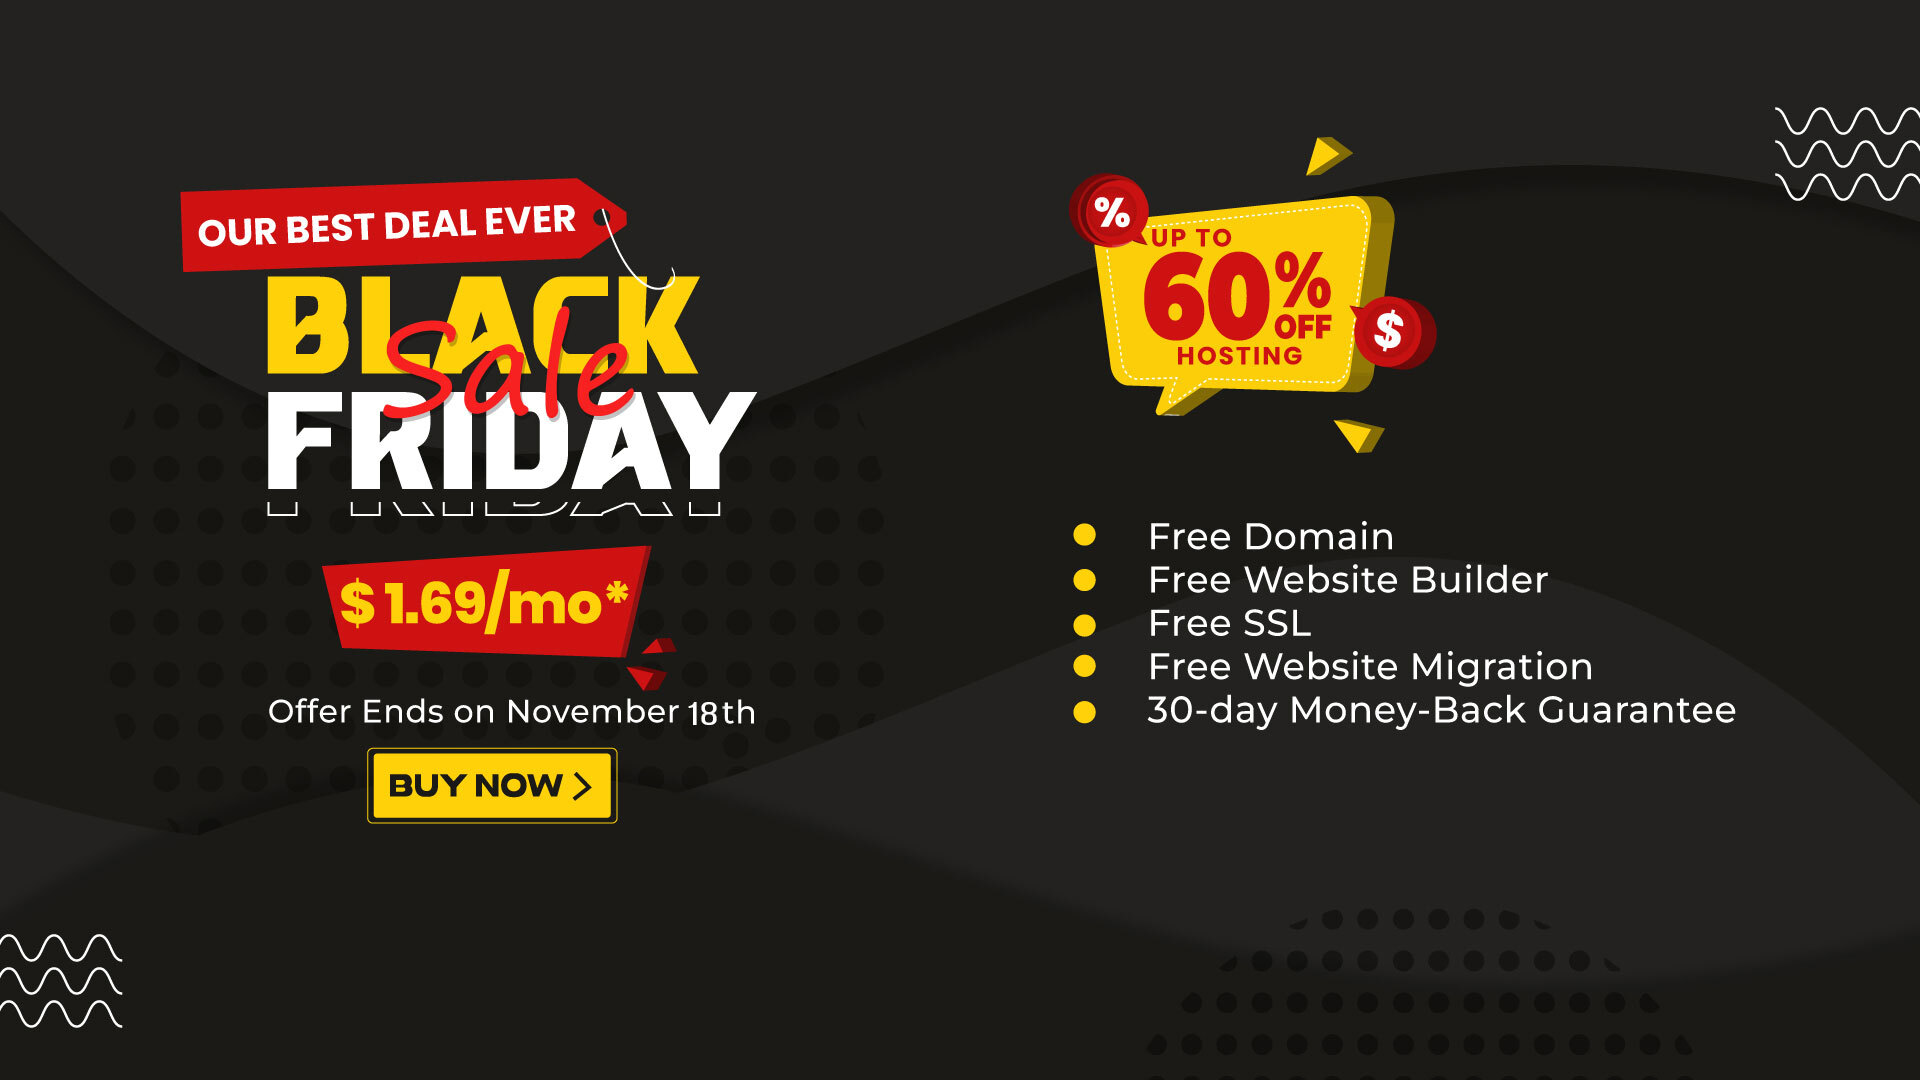 OUR BEST DEAL EVER
BLACK
Sale
FRIDAY
$1.69/mo*
Offer Ends on November 18th
BUY NOW >
%
UP TO
60% OFF
HOSTING
$
Free Domain
Free Website Builder
Free SSL
Free Website Migration
30-day Money-Back Guarantee